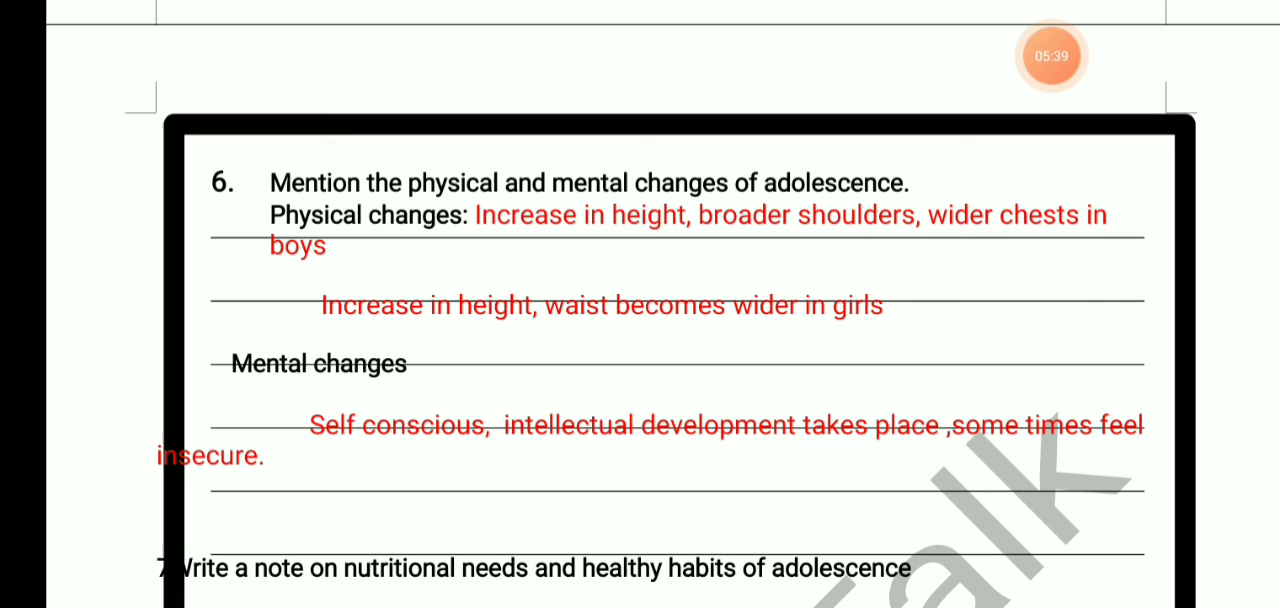 05:39
6. Mention the physical and mental changes of adolescence.
Physical changes: Increase in height, broader shoulders, wider chests in
boys
Increase in height, waist becomes wider in girls
Mental changes
Self conscious, intellectual development takes place ,some times feel
insecure.
7 Write a note on nutritional needs and healthy habits of adolescence
alk